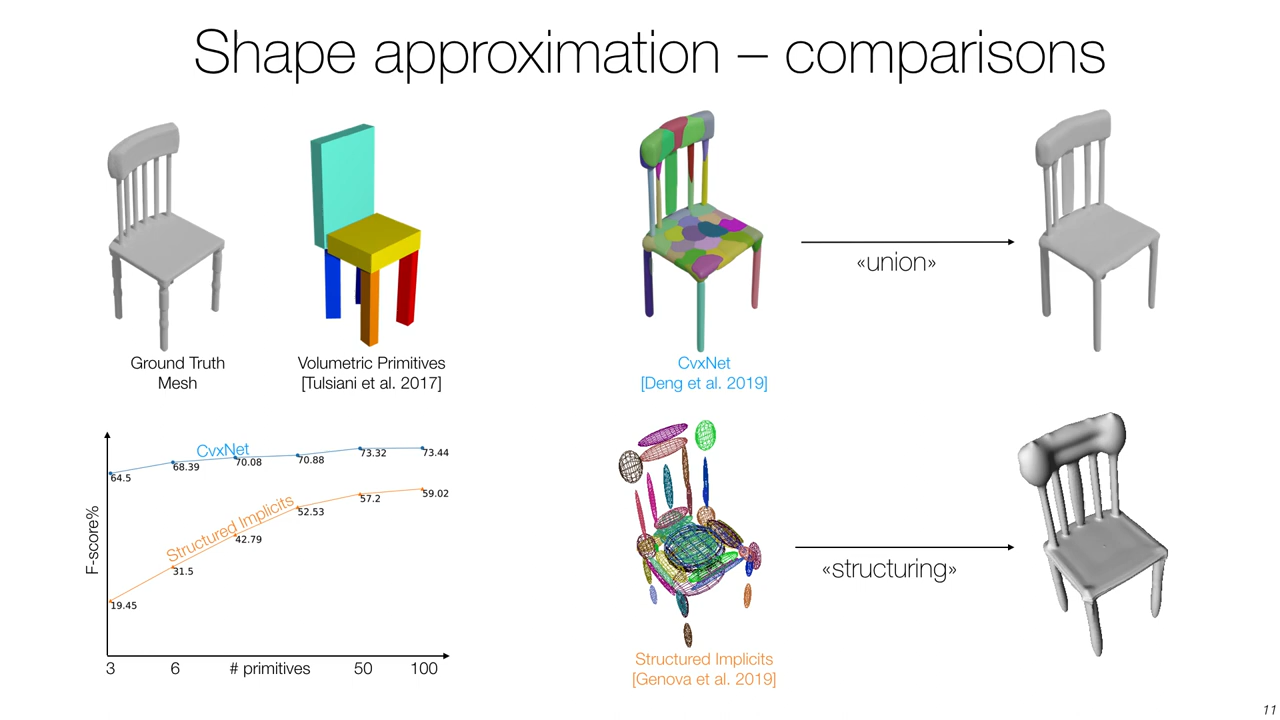 Shape approximation – comparisons
Ground Truth
Mesh
Volumetric Primitives
[Tulsiani et al. 2017]
CvxNet
[Deng et al. 2019]
«union»
F-score%
CvxNet
64.5
68.39
70.08
70.88
73.32
73.44
Structured Implicits
19.45
31.5
42.79
52.53
57.2
59.02
3
6
# primitives
50
100
«structuring»
Structured Implicits
[Genova et al. 2019]
11